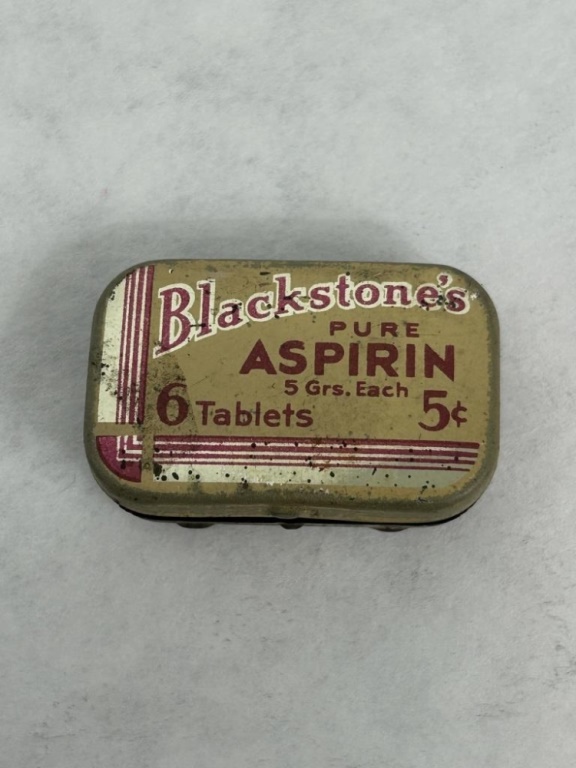 Blackstone's
PURE
ASPIRIN
5 Grs. Each
6 Tablets 5¢